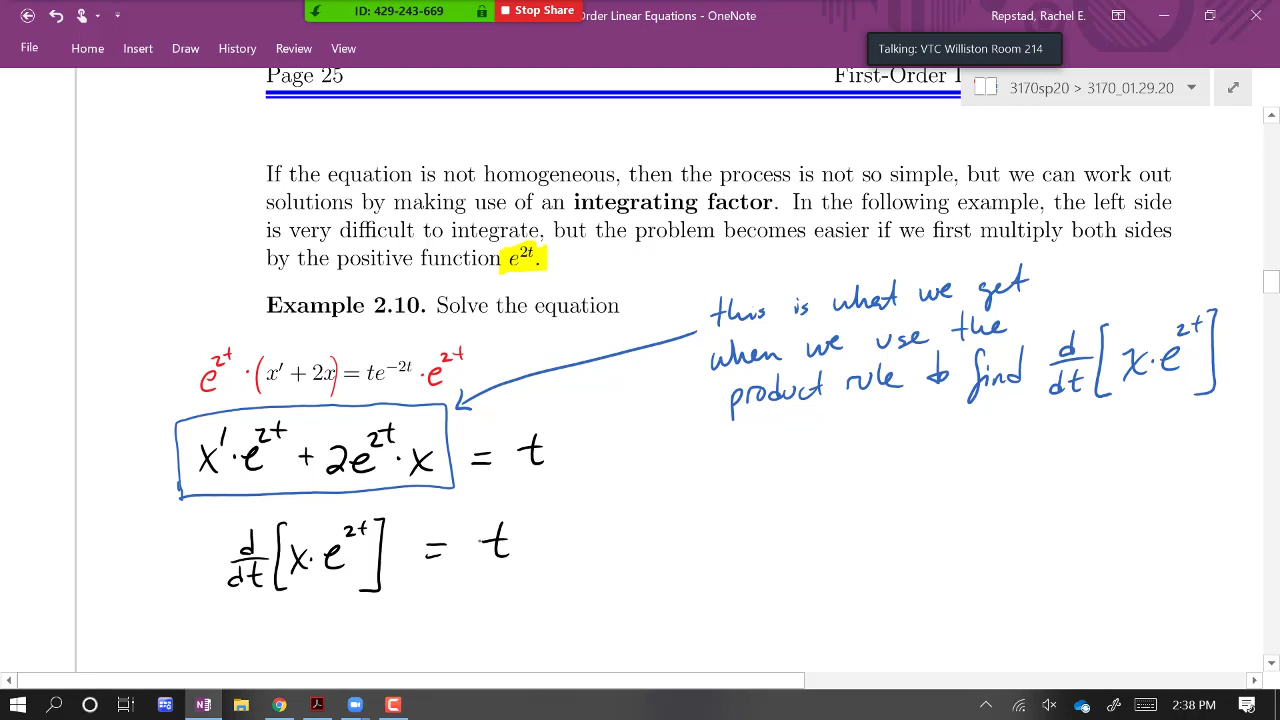 ID: 429-243-669
Stop Share
Order Linear Equations - OneNote
Repstad, Rachel E.
File Home Insert Draw History Review View
Talking: VTC Williston Room 214
Page 25
First-Order
3170sp20 > 3170_01.29.20
If the equation is not homogeneous, then the process is not so simple, but we can work out
solutions by making use of an integrating factor. In the following example, the left side
is very difficult to integrate, but the problem becomes easier if we first multiply both sides
by the positive function e^{2t}.
Example 2.10. Solve the equation
this is what we get
when we use the
product rule to find d/dt [x·e^{2t}]
e^{2t} · (x′ + 2x) = te^{−2t} · e^{2t}
x′·e^{2t} + 2e^{2t}·x = t
d/dt [x·e^{2t}] = t
2:38 PM